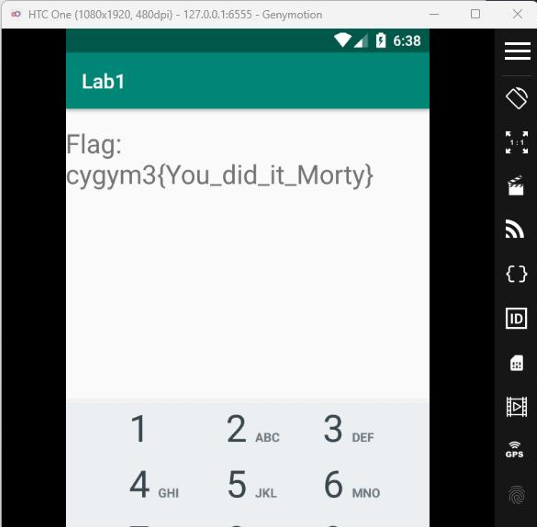 HTC One (1080x1920, 480dpi) - 127.0.0.1:6555 - Genymotion
6:38
Lab1
Flag:
cygym3{You_did_it_Morty}
1 2 ABC 3 DEF
4 GHI 5 JKL 6 MNO
1:1
ID
GPS